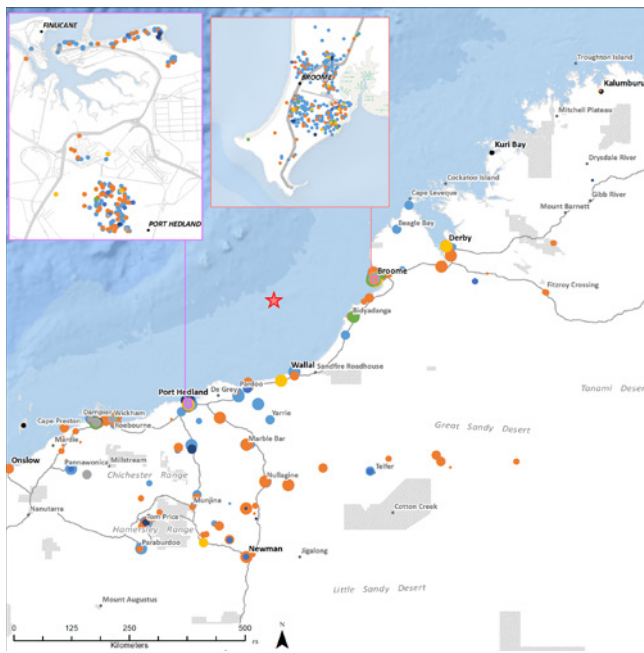 FINUCANE
PORT HEDLAND
BROOME
Troughton Island
Kalumburu
Mitchell Plateau
Kuri Bay
Drysdale River
Cockatoo Island
Gibb River
Cape Leveque
Mount Barnett
Beagle Bay
Derby
Broome
Fitzroy Crossing
Bidyadanga
Wallal
Sandfire Roadhouse
Pardoo
Port Hedland
De Grey
Tanami Deser
Dampier
Wickham
Cape Preston
Roebourne
Yarrie
Great Sandy Desert
Mardie
Marble Bar
Onslow
Pannawonica
Millstream
Telfer
Chichester Range
Nullagine
Nanutarra
Munjina
Cotton Creek
Tom Price
Hamersley Range
Paraburdoo
Newman
Jigalong
Little Sandy Desert
Mount Augustus
N
0 125 250 500
Kilometers
rs